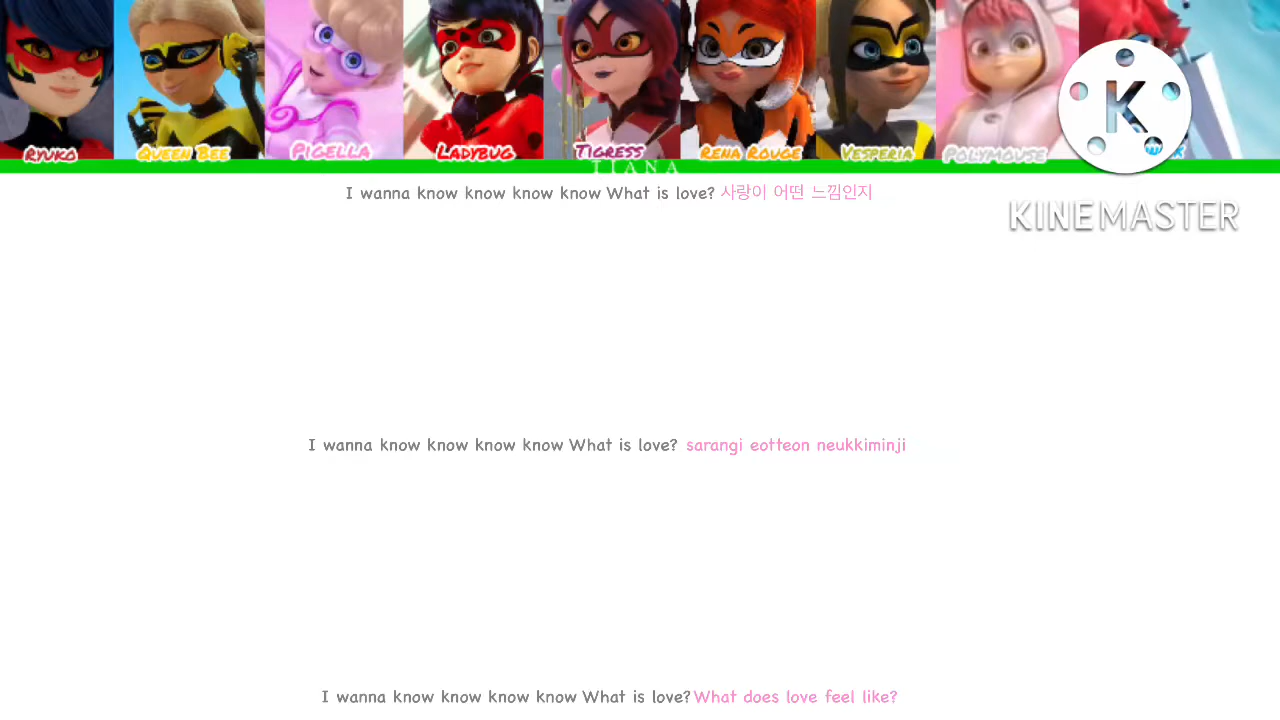 Ryuko Queen Bee Pigella Ladybug Tigress Rena Rouge Vesperia Polymouse
TIANA
I wanna know know know know What is love? 사랑이 어떤 느낌인지
K
KINEMASTER
I wanna know know know know What is love? sarangi eotteon neukkiminji
I wanna know know know know What is love? What does love feel like?